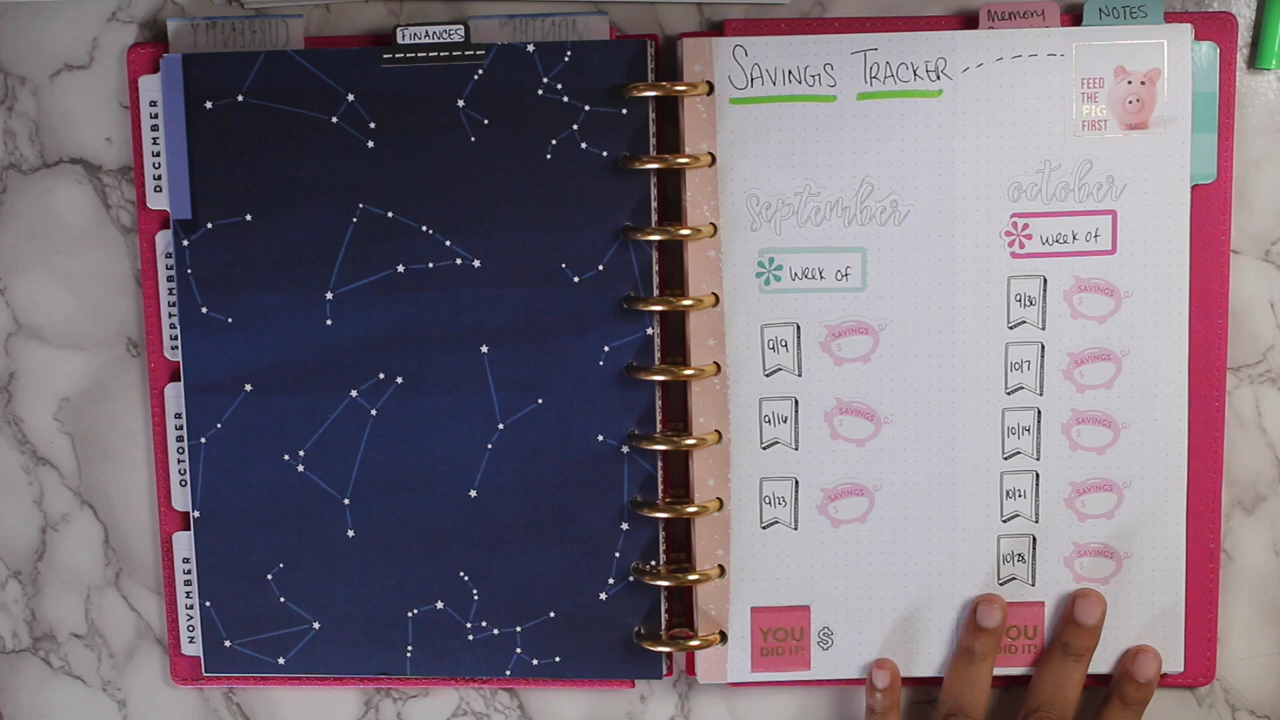 FINANCES
DECEMBER
SEPTEMBER
OCTOBER
NOVEMBER
Memory
NOTES
SAVINGS TRACKER
FEED
THE
PIG
FIRST
september
Week of
9/9
SAVINGS
$
9/16
SAVINGS
$
9/23
SAVINGS
$
YOU
DID IT!
$
october
Week of
9/30
SAVINGS
$
10/7
SAVINGS
$
10/14
SAVINGS
$
10/21
SAVINGS
$
10/28
SAVINGS
$
YOU
DID IT!